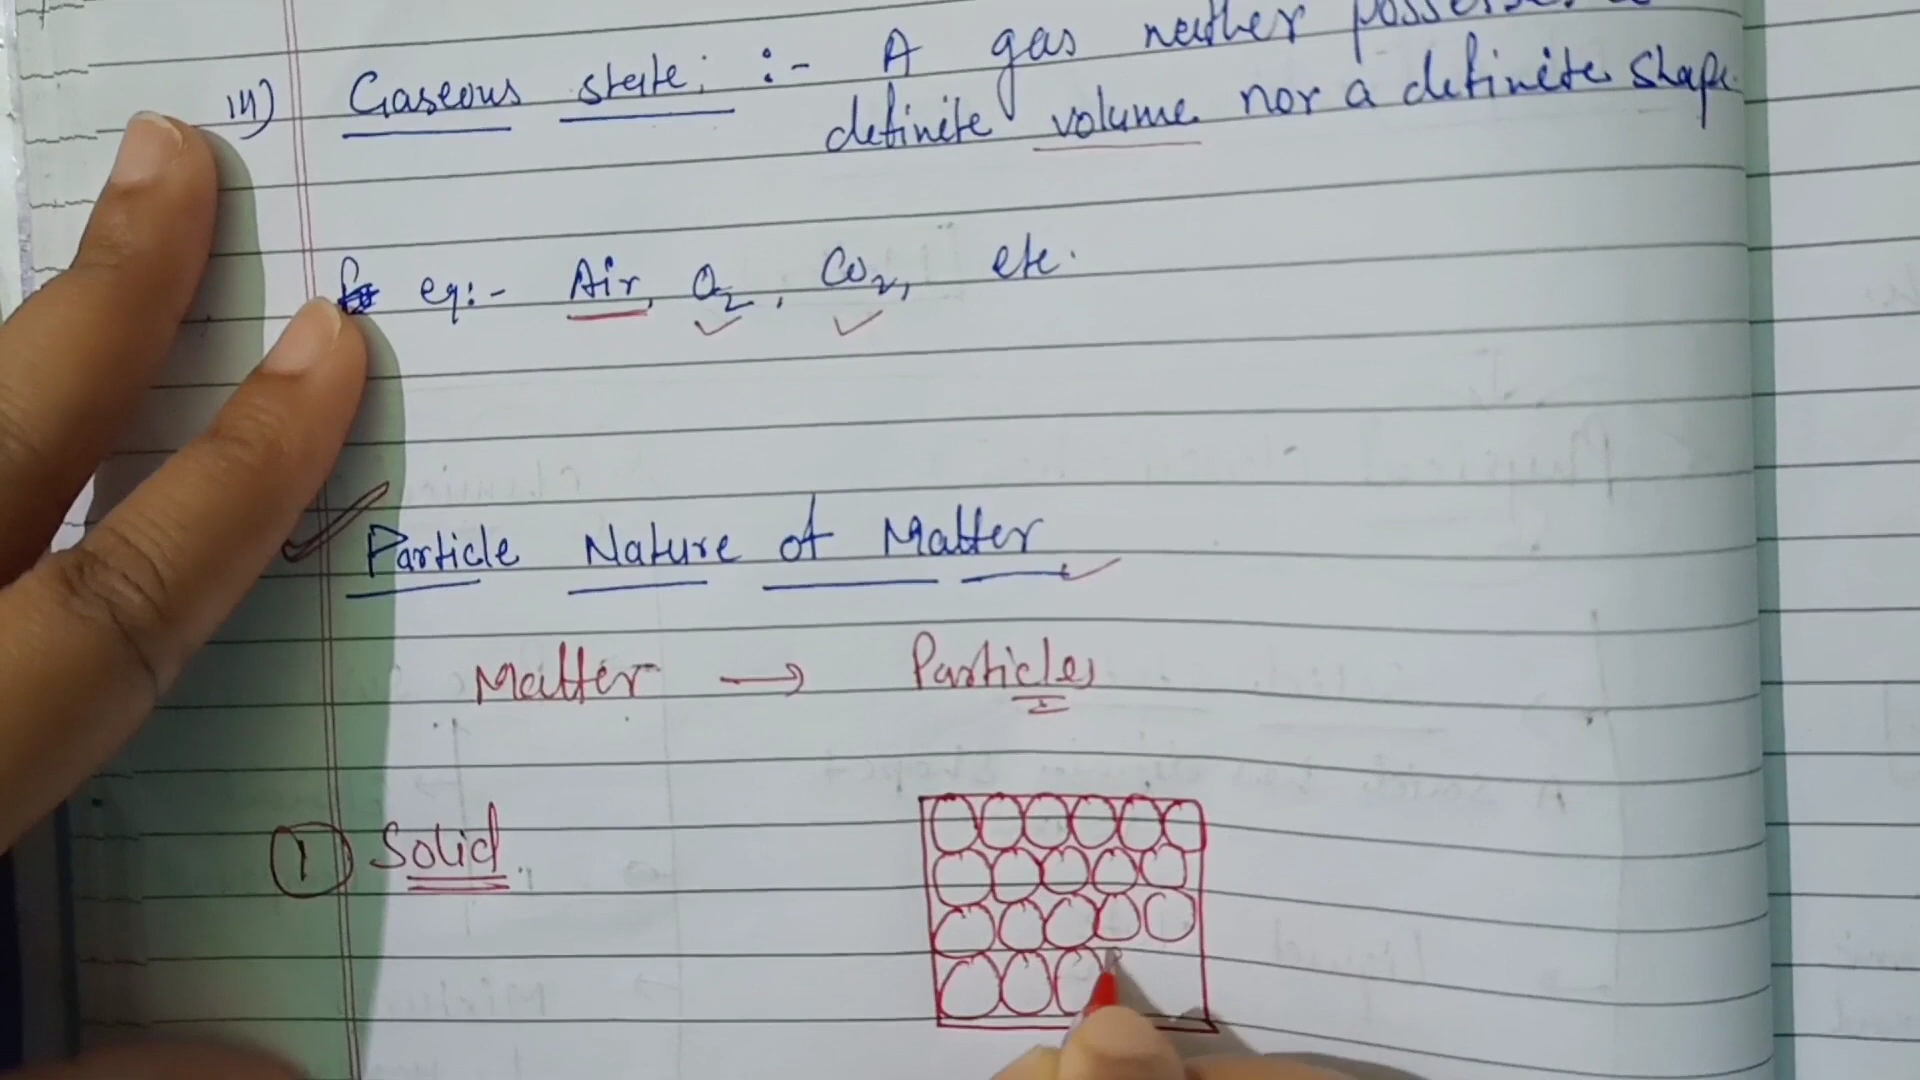 iii) Gaseous state; :- A gas neither
definite volume nor a definite shape.
eg:- Air, O2, CO2, etc.
Particle Nature of Matter
Matter → Particles
1 Solid.